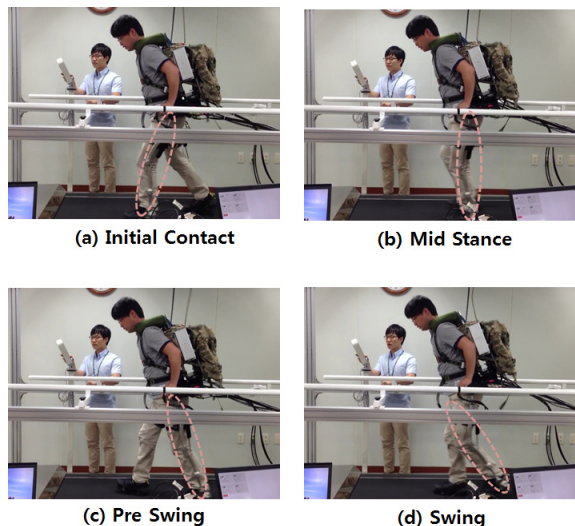 (a) Initial Contact
(b) Mid Stance
(c) Pre Swing
(d) Swing